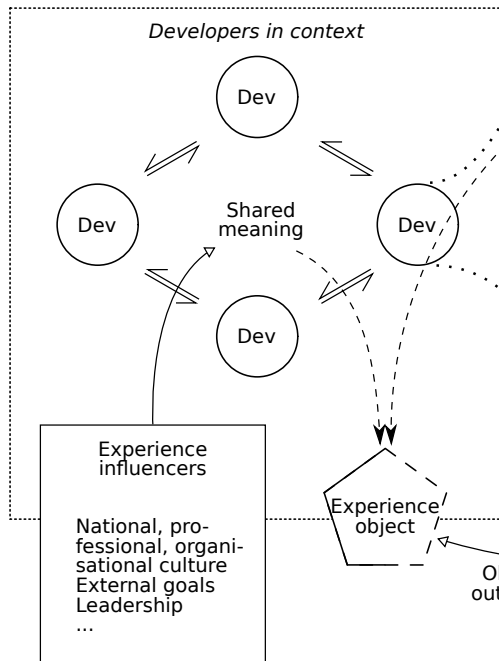 Developers in context
Dev
Dev
Shared
meaning
Dev
Dev
Experience
influencers
National, pro-
fessional, organi-
sational culture
External goals
Leadership
...
Experience
object